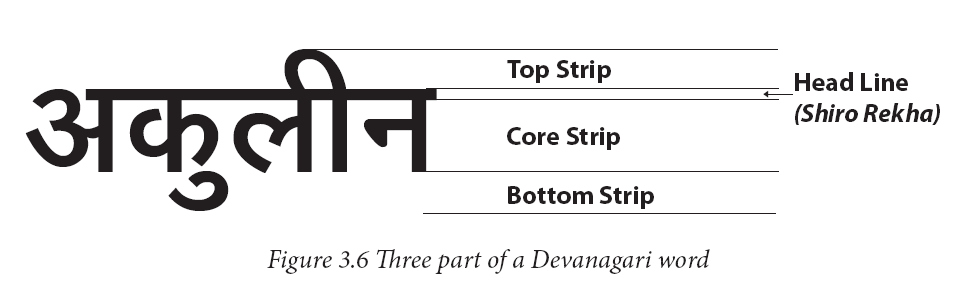 Top Strip
Head Line
(Shiro Rekha)
अकुलीन
Core Strip
Bottom Strip
Figure 3.6 Three part of a Devanagari word